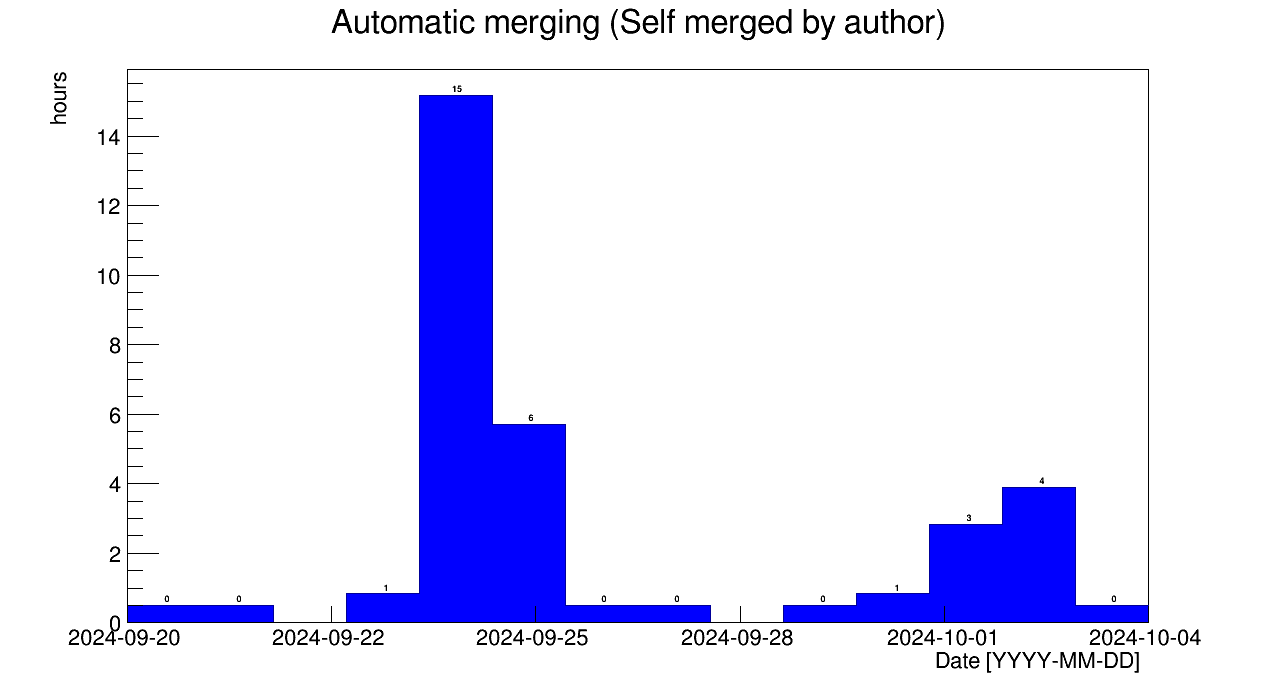 Automatic merging (Self merged by author)
hours
14
12
10
8
6
4
2
0
0 0 1 15 6 0 0 0 1 3 4 0
2024-09-20 2024-09-22 2024-09-25 2024-09-28 2024-10-01 2024-10-04
Date [YYYY-MM-DD]